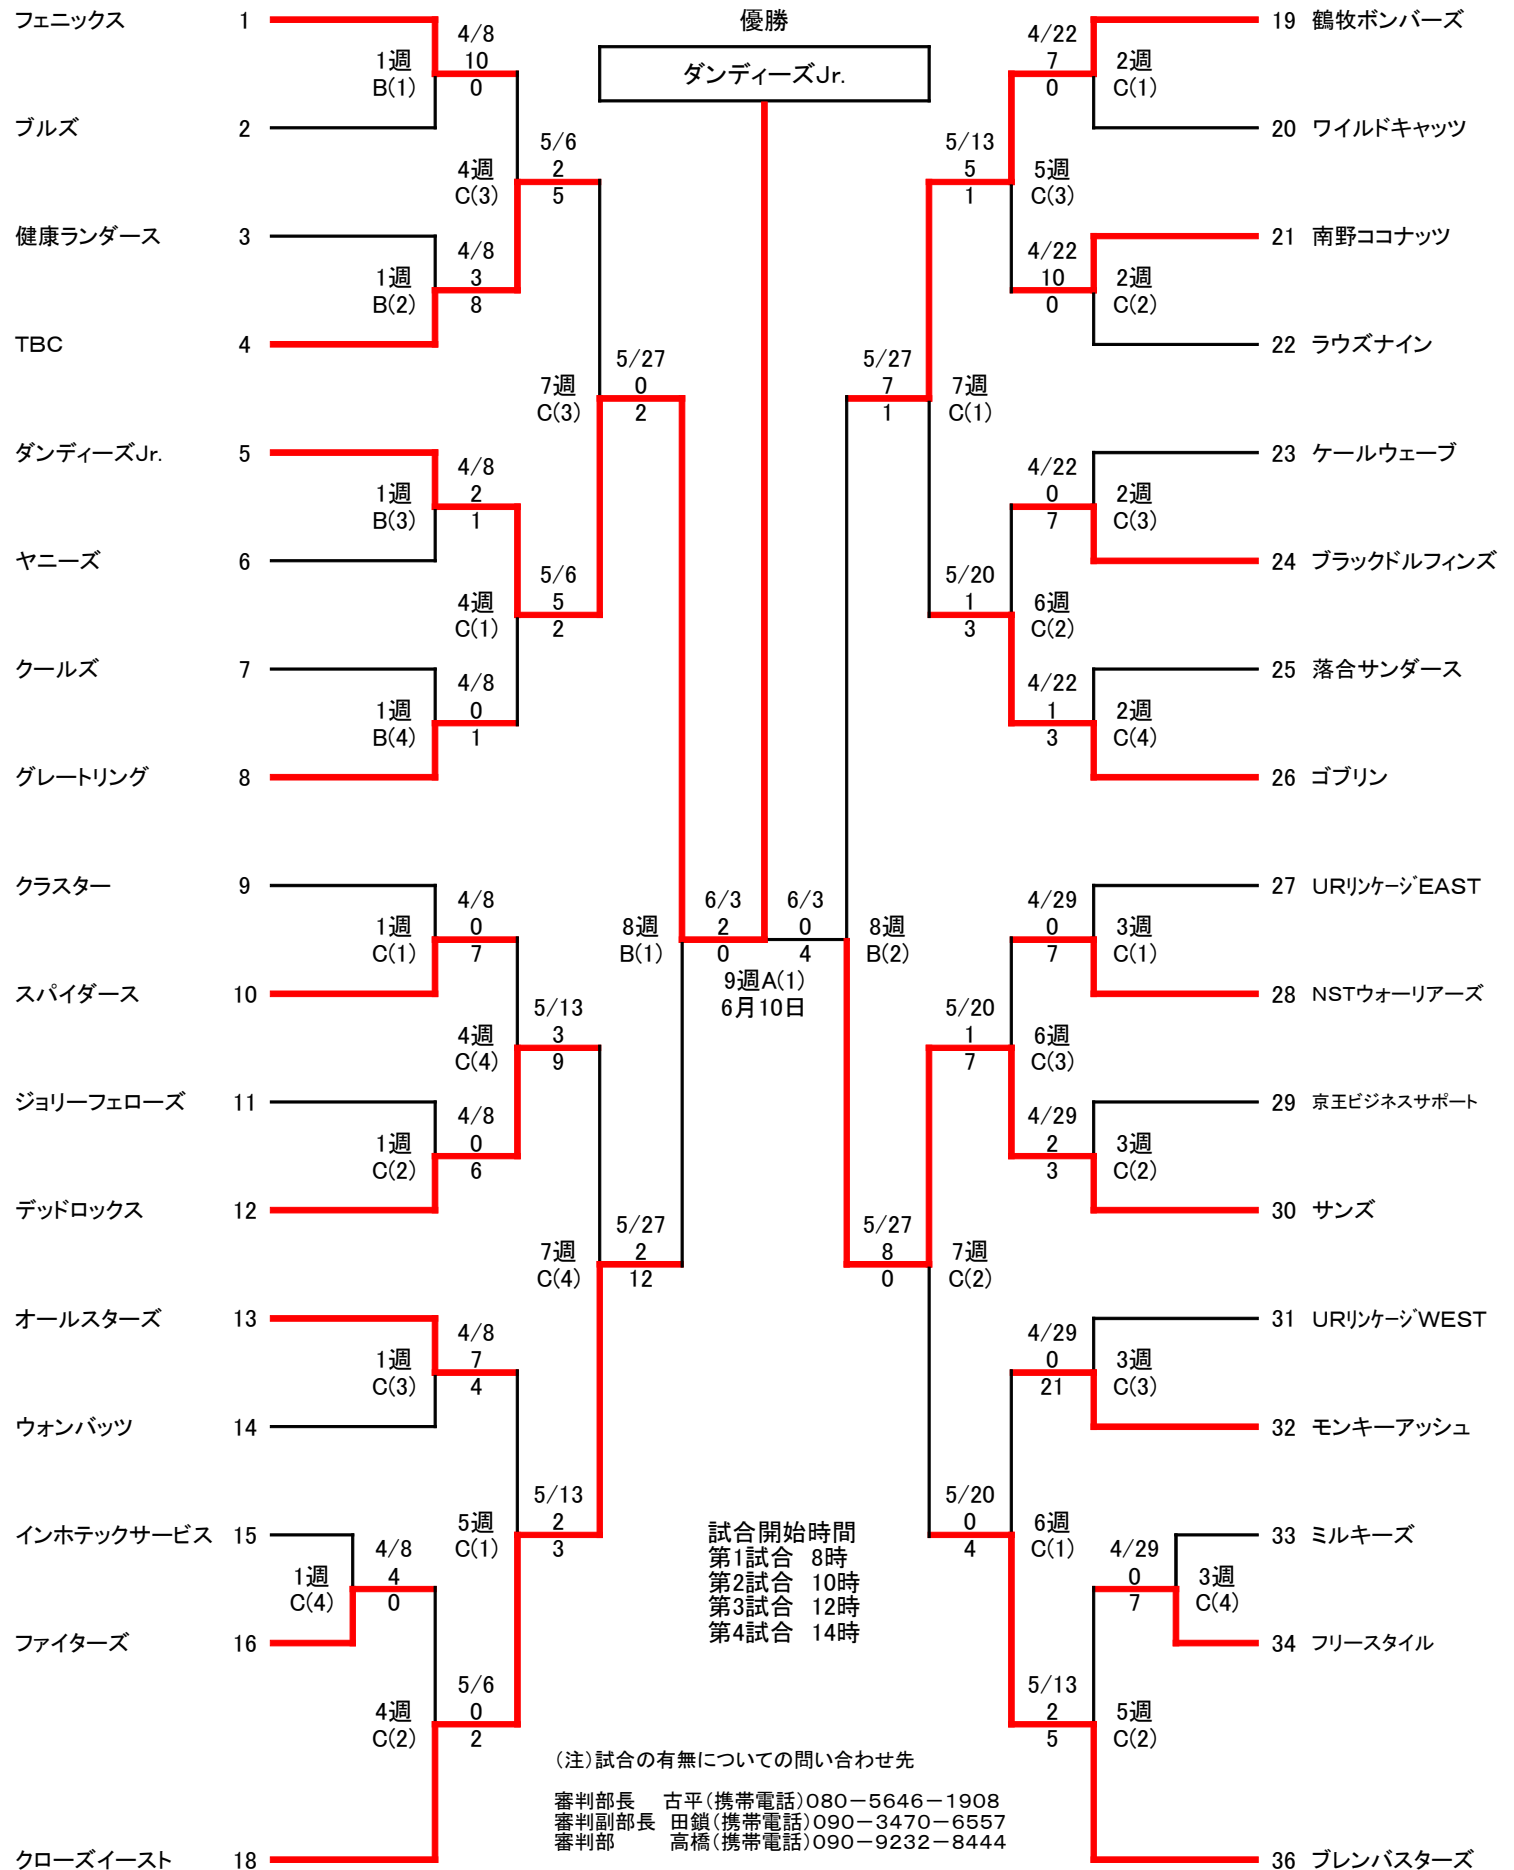 優勝
ダンディーズJr.
フェニックス 1
4/8
1週 10
B(1) 0
ブルズ 2
5/6
4週 2
C(3) 5
健康ランダース 3
4/8
1週 3
B(2) 8
TBC 4
5/27
7週 0
C(3) 2
ダンディーズJr. 5
4/8
1週 2
B(3) 1
ヤニーズ 6
5/6
4週 5
C(1) 2
クールズ 7
4/8
1週 0
B(4) 1
グレートリング 8
クラスター 9
4/8
1週 0
C(1) 7
スパイダース 10
5/13
4週 3
C(4) 9
ジョリーフェローズ 11
4/8
1週 0
C(2) 6
デッドロックス 12
5/27
7週 2
C(4) 12
オールスターズ 13
4/8
1週 7
C(3) 4
ウォンバッツ 14
5/13
5週 2
C(1) 3
インホテックサービス 15
4/8
1週 4
C(4) 0
ファイターズ 16
5/6
4週 0
C(2) 2
クローズイースト 18
6/3
8週 2
B(1) 0
6/3
0 8週
4 B(2)
9週A(1)
6月10日
19 鶴牧ボンバーズ
4/22
7 2週
0 C(1)
20 ワイルドキャッツ
5/13
5 5週
1 C(3)
21 南野ココナッツ
4/22
10 2週
0 C(2)
22 ラウズナイン
5/27
7 7週
1 C(1)
23 ケールウェーブ
4/22
0 2週
7 C(3)
24 ブラックドルフィンズ
5/20
1 6週
3 C(2)
25 落合サンダース
4/22
1 2週
3 C(4)
26 ゴブリン
27 URリンケージEAST
4/29
0 3週
7 C(1)
28 NSTウォーリアーズ
5/20
1 6週
7 C(3)
29 京王ビジネスサポート
4/29
2 3週
3 C(2)
30 サンズ
5/27
8 7週
0 C(2)
31 URリンケージWEST
4/29
0 3週
21 C(3)
32 モンキーアッシュ
5/20
0 6週
4 C(1)
33 ミルキーズ
4/29
0 3週
7 C(4)
34 フリースタイル
5/13
2 5週
5 C(2)
36 ブレンバスターズ
試合開始時間
第1試合 8時
第2試合 10時
第3試合 12時
第4試合 14時
(注)試合の有無についての問い合わせ先
審判部長 古平(携帯電話)080-5646-1908
審判副部長 田鎖(携帯電話)090-3470-6557
審判部 高橋(携帯電話)090-9232-8444